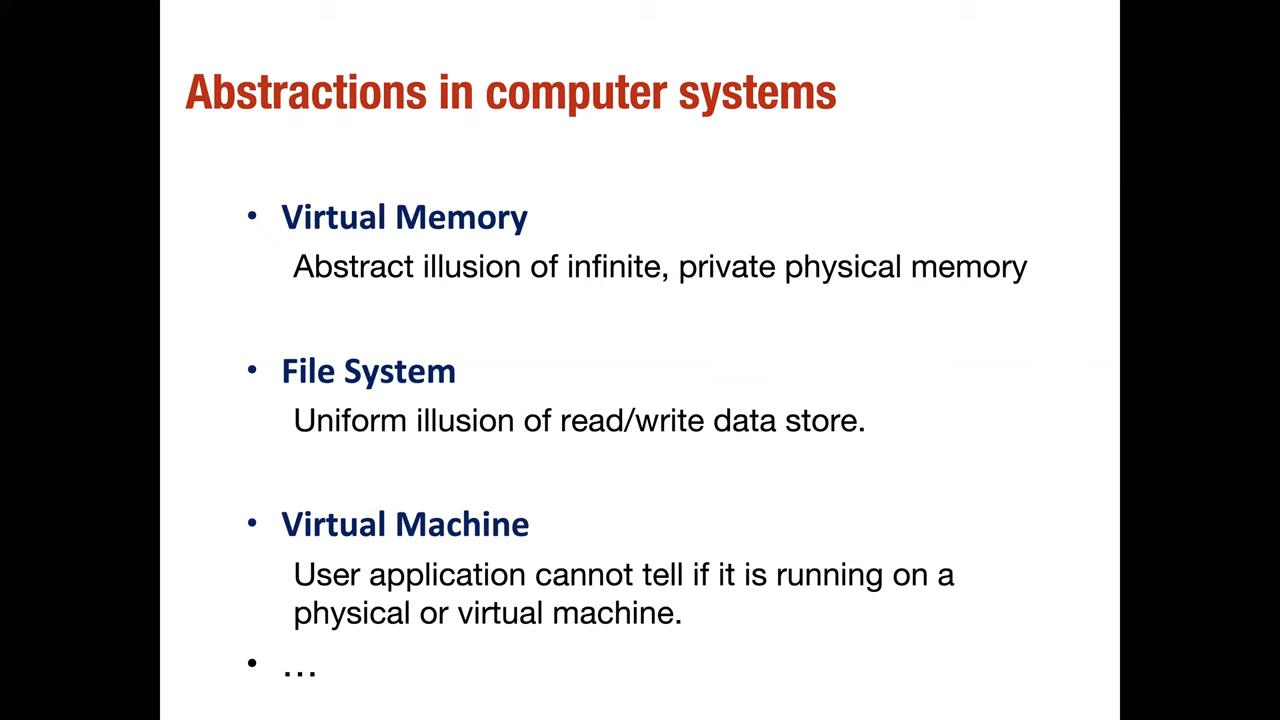 Abstractions in computer systems
• Virtual Memory
Abstract illusion of infinite, private physical memory
• File System
Uniform illusion of read/write data store.
• Virtual Machine
User application cannot tell if it is running on a
physical or virtual machine.
• …